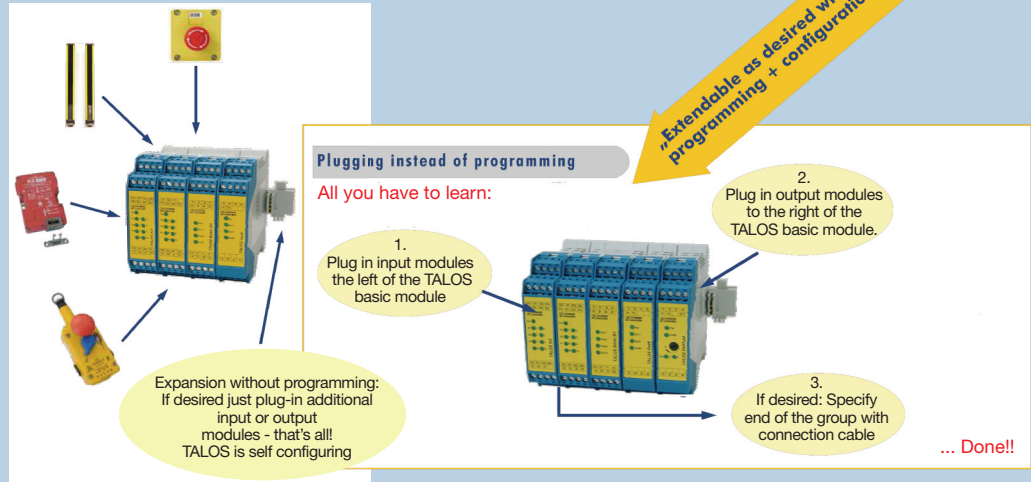 „Extendable as desired
programming + configuration
Plugging instead of programming
All you have to learn:
1.
Plug in input modules
the left of the TALOS
basic module
2.
Plug in output modules
to the right of the
TALOS basic module.
3.
If desired: Specify
end of the group with
connection cable
... Done!!
Expansion without programming:
If desired just plug-in additional
input or output
modules - that's all!
TALOS is self configuring